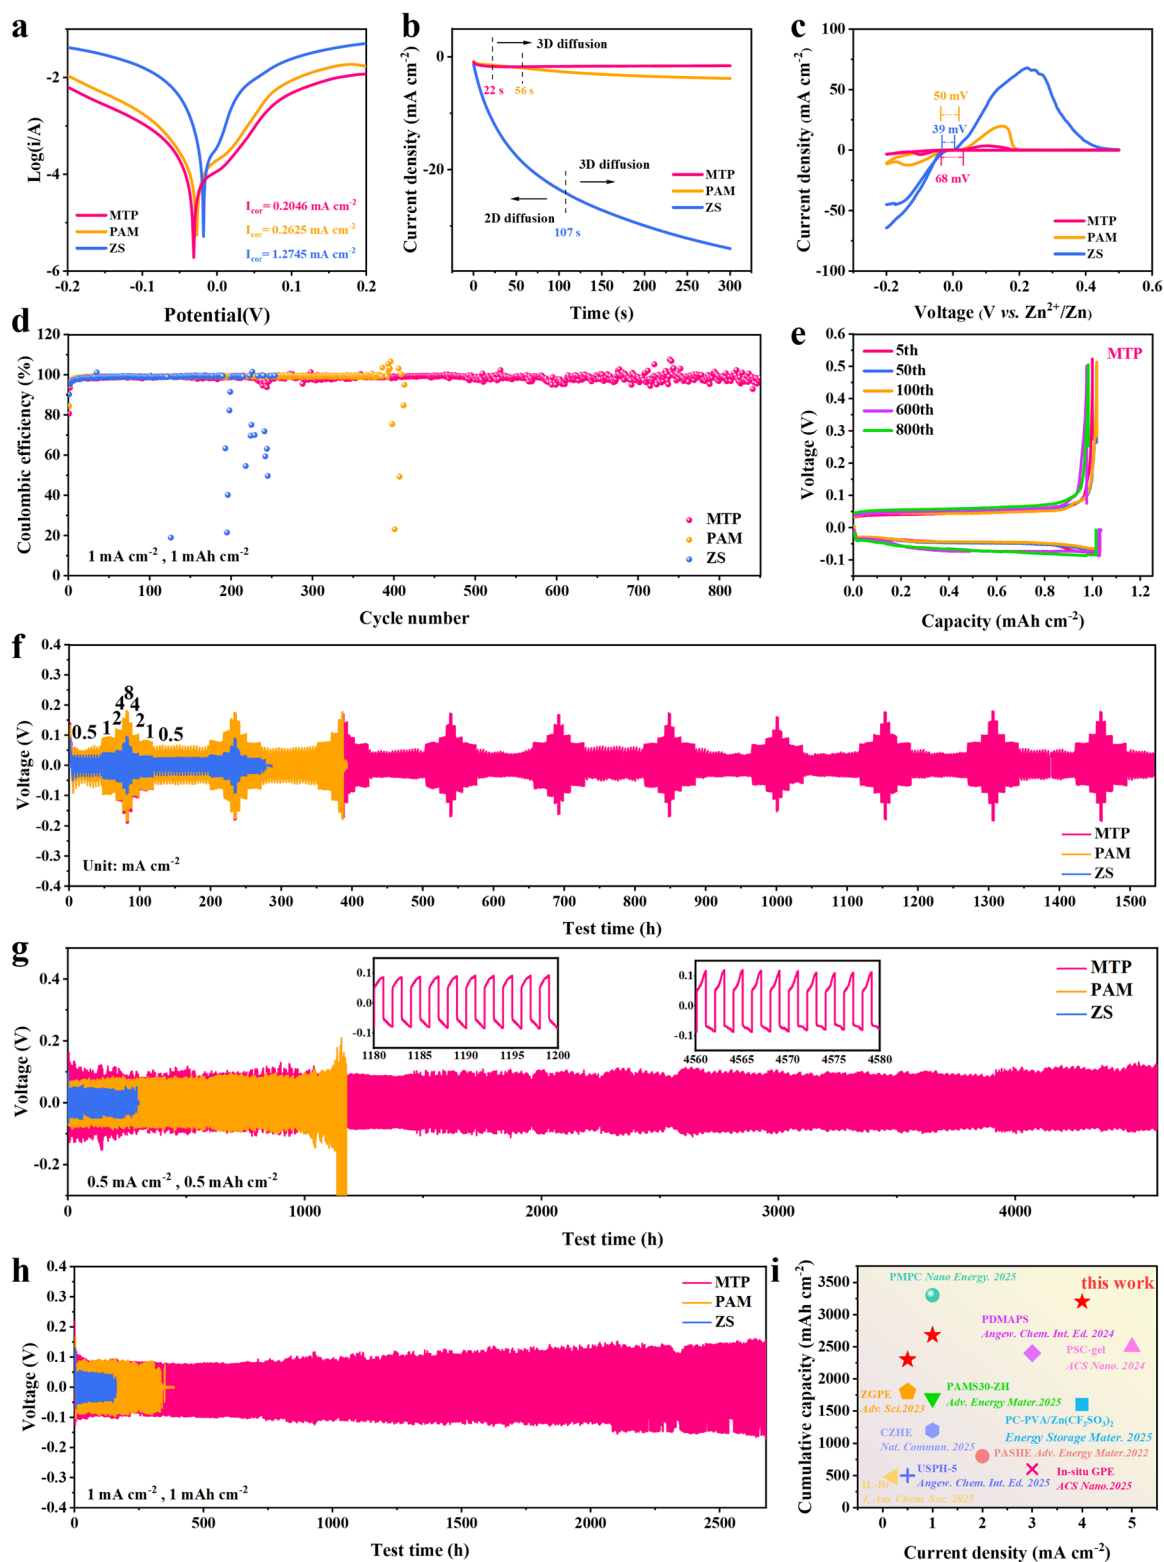 a
Log(i/A)
-2
-4
-6
-0.2
-0.1
0.0
0.1
0.2
Potential(V)
MTP
PAM
ZS
I_cor= 0.2046 mA cm⁻²
I_cor= 0.2625 mA cm⁻²
I_cor= 1.2745 mA cm⁻²
b
Current density (mA cm⁻²)
0
-20
3D diffusion
22 s
56 s
3D diffusion
2D diffusion
107 s
MTP
PAM
ZS
0
50
100
150
200
250
300
Time (s)
c
Current density (mA cm⁻²)
100
50
0
-50
-100
50 mV
39 mV
68 mV
MTP
PAM
ZS
-0.2
0.0
0.2
0.4
0.6
Voltage (V vs. Zn²⁺/Zn)
d
Coulombic efficiency (%)
120
100
80
60
40
20
0
1 mA cm⁻² , 1 mAh cm⁻²
MTP
PAM
ZS
0
100
200
300
400
500
600
700
800
Cycle number
e
Voltage (V)
0.6
0.5
0.4
0.3
0.2
0.1
0.0
-0.1
5th
50th
100th
600th
800th
MTP
0.0
0.2
0.4
0.6
0.8
1.0
1.2
Capacity (mAh cm⁻²)
f
Voltage (V)
0.4
0.3
0.2
0.1
0.0
-0.1
-0.2
-0.3
-0.4
0.5
1
2
4
8
4
2
1
0.5
Unit: mA cm⁻²
MTP
PAM
ZS
0
100
200
300
400
500
600
700
800
900
1000
1100
1200
1300
1400
1500
Test time (h)
g
Voltage (V)
0.4
0.2
0.0
-0.2
0.1
0.0
-0.1
1180
1185
1190
1195
1200
0.1
0.0
-0.1
4560
4565
4570
4575
4580
MTP
PAM
ZS
0.5 mA cm⁻² , 0.5 mAh cm⁻²
0
1000
2000
3000
4000
Test time (h)
h
Voltage (V)
0.4
0.3
0.2
0.1
0.0
-0.1
-0.2
-0.3
-0.4
MTP
PAM
ZS
1 mA cm⁻² , 1 mAh cm⁻²
0
500
1000
1500
2000
2500
Test time (h)
i
Cumulative capacity (mAh cm⁻²)
3500
3000
2500
2000
1500
1000
500
0
PMPC Nano Energy. 2025
this work
PDMAPS
Angew. Chem. Int. Ed. 2024
PSC-gel
ACS Nano. 2024
ZGPE
Adv. Sci.2023
PAMS30-ZH
Adv. Energy Mater.2025
PC-PVA/Zn(CF₃SO₃)₂
Energy Storage Mater. 2025
CZHE
Nat. Commun. 2025
PASHE Adv. Energy Mater.2022
IL-Br
J. Am. Chem. Soc. 2025
USPH-5
Angew. Chem. Int. Ed. 2025
In-situ GPE
ACS Nano.2025
0
1
2
3
4
5
Current density (mA cm⁻²)